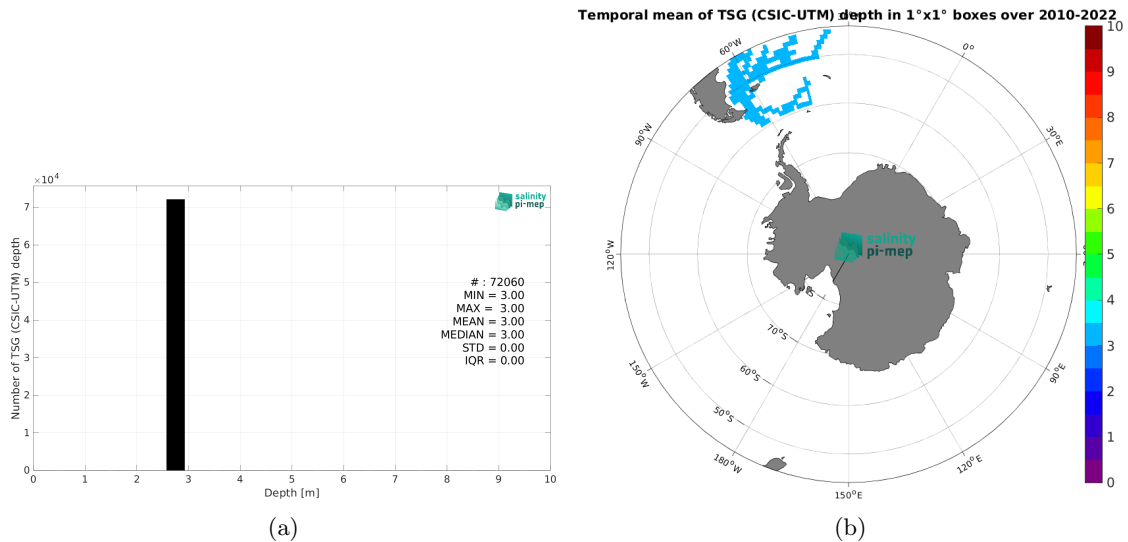 ×10⁴
7
6
5
4
3
2
1
0
Number of TSG (CSIC-UTM) depth
salinity
pi-mep
# : 72060
MIN = 3.00
MAX = 3.00
MEAN = 3.00
MEDIAN = 3.00
STD = 0.00
IQR = 0.00
0 1 2 3 4 5 6 7 8 9 10
Depth [m]
(a)
Temporal mean of TSG (CSIC-UTM) depth in 1°x1° boxes over 2010-2022
60°W
0°
90°W
30°E
120°W
150°W
90°E
180°W
120°E
150°E
70°S
60°S
50°S
salinity
pi-mep
10
9
8
7
6
5
4
3
2
1
0
(b)